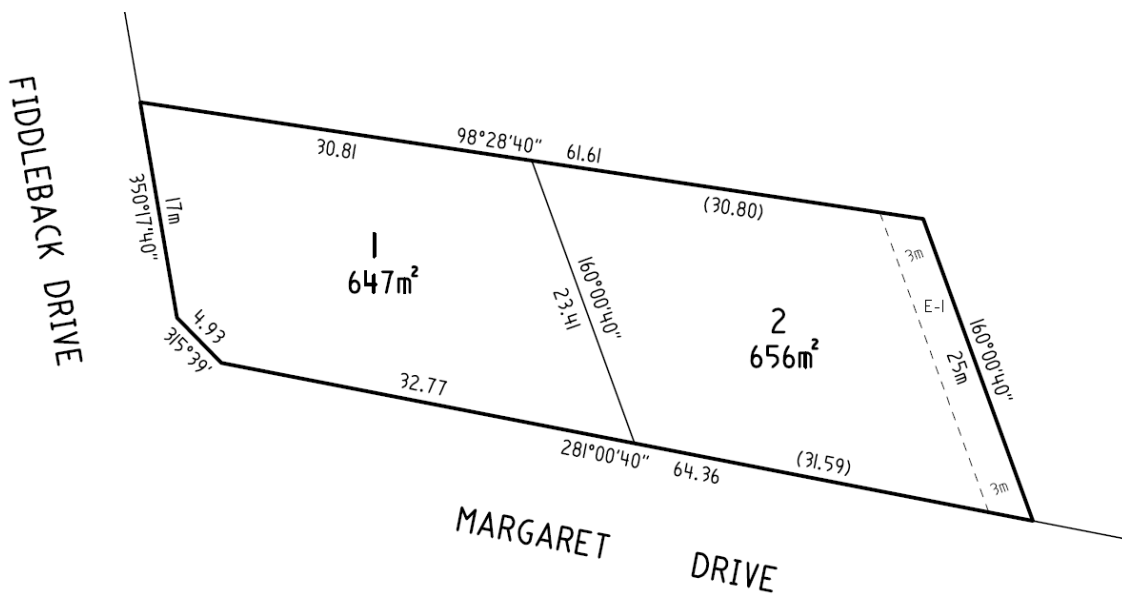 FIDDLEBACK DRIVE
98°28'40" 61.61
30.81
(30.80)
350°17'40"
17m
1
647m²
160°00'40"
23.41
2
656m²
3m
E-1
25m
160°00'40"
3m
4.93
315°39'
32.77
281°00'40" 64.36
(31.59)
MARGARET DRIVE